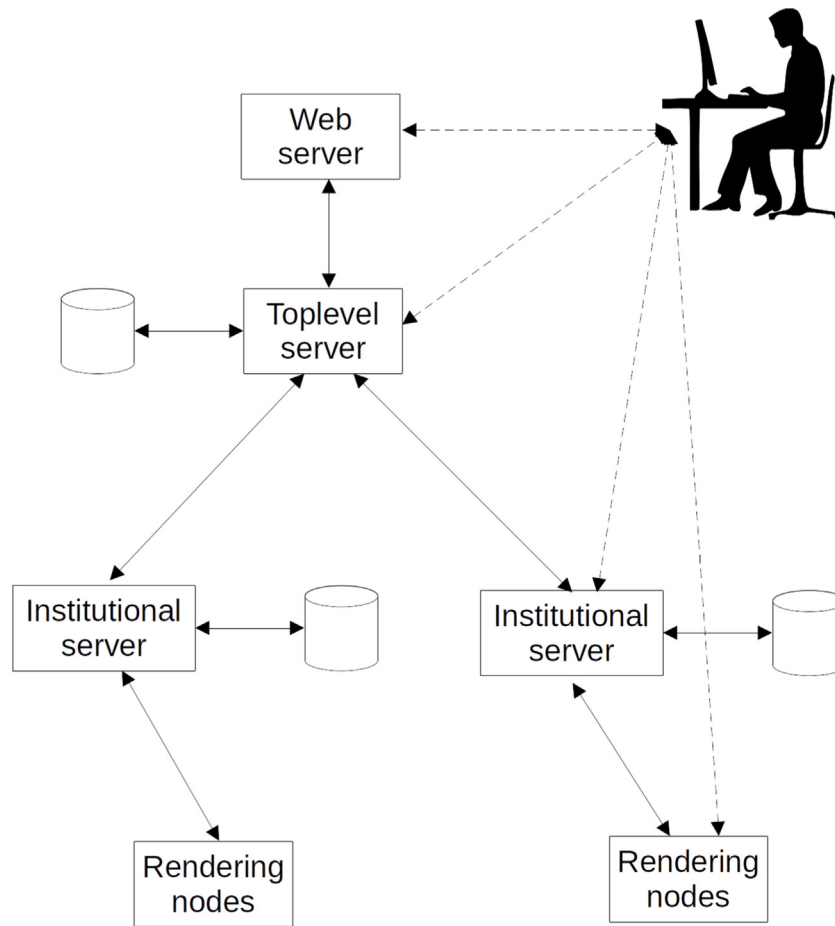 Web
server
Toplevel
server
Institutional
server
Institutional
server
Rendering
nodes
Rendering
nodes